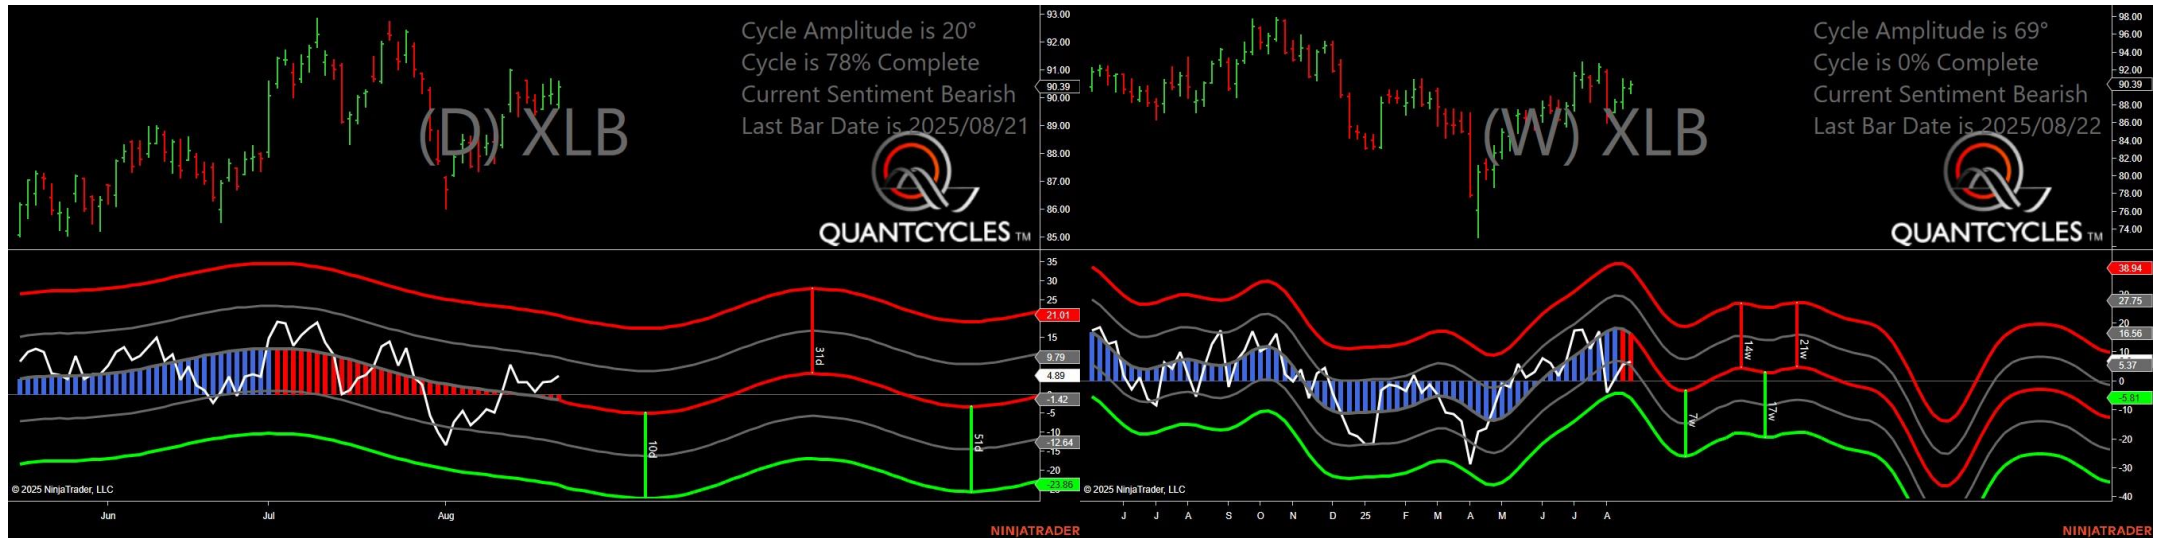 Cycle Amplitude is 20°
Cycle is 78% Complete
Current Sentiment Bearish
Last Bar Date is 2025/08/21
(D) XLB
QUANTCYCLES TM
93.00
92.00
91.00
90.39
90.00
89.00
88.00
87.00
86.00
85.00
35
30
25
21.01
15
9.79
4.89
-1.42
-5
-10
-12.64
-15
-20
-23.86
31d
10d
51d
© 2025 NinjaTrader, LLC
Jun Jul Aug
NINJATRADER
Cycle Amplitude is 69°
Cycle is 0% Complete
Current Sentiment Bearish
Last Bar Date is 2025/08/22
(W) XLB
QUANTCYCLES TM
98.00
96.00
94.00
92.00
90.39
88.00
86.00
84.00
82.00
80.00
78.00
76.00
74.00
38.94
27.75
20
16.56
10
5.37
0
-5.81
-10
-20
-30
-40
14w
21w
7w
17w
© 2025 NinjaTrader, LLC
J J A S O N D 25 F M A M J J A
NINJATRADER